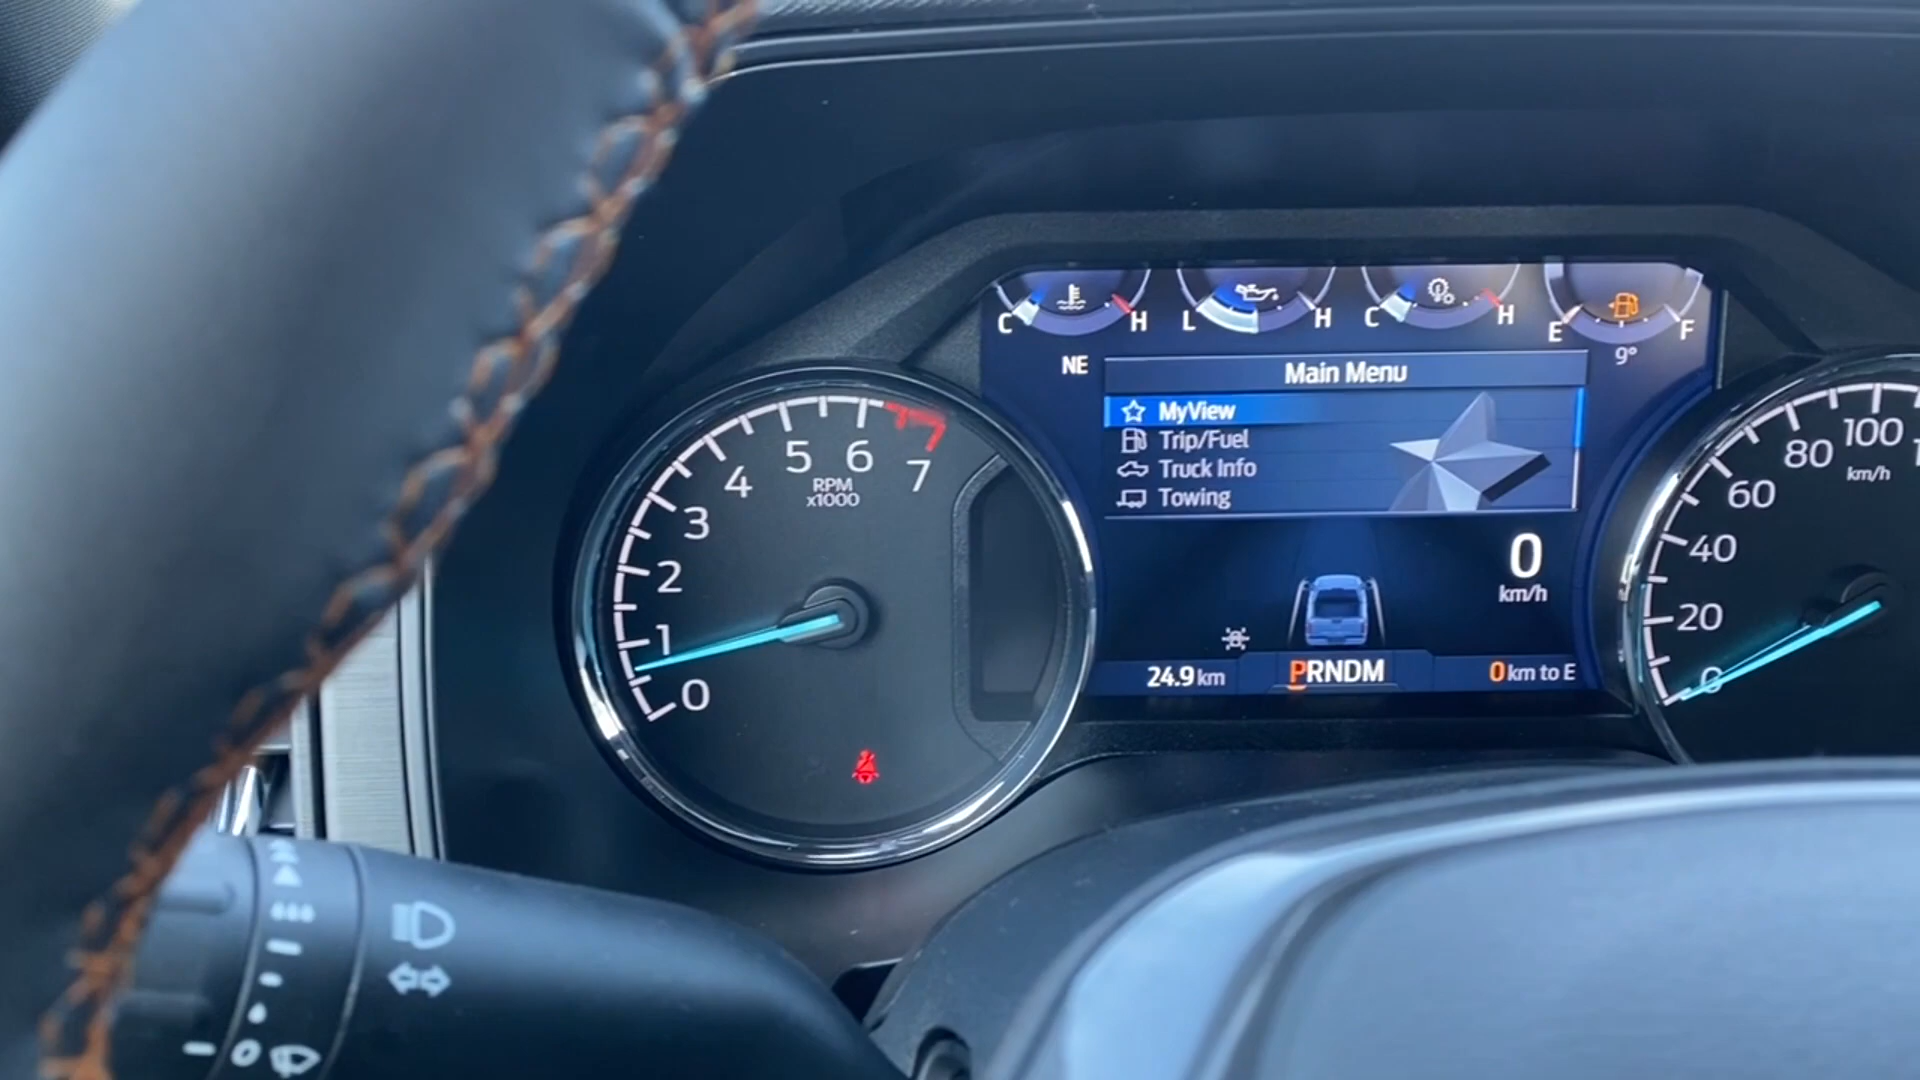 C H
L H
C H
E F
NE
9°
Main Menu
MyView
Trip/Fuel
Truck Info
Towing
0
km/h
24.9 km
PRNDM
0 km to E
0
1
2
3
4
5
6
7
RPM
x1000
0
20
40
60
80
100
km/h
0